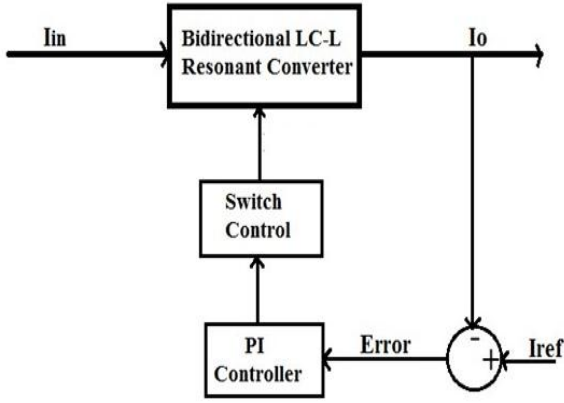 Iin
Bidirectional LC-L
Resonant Converter
Io
Switch
Control
PI
Controller
Error
-
+
Iref